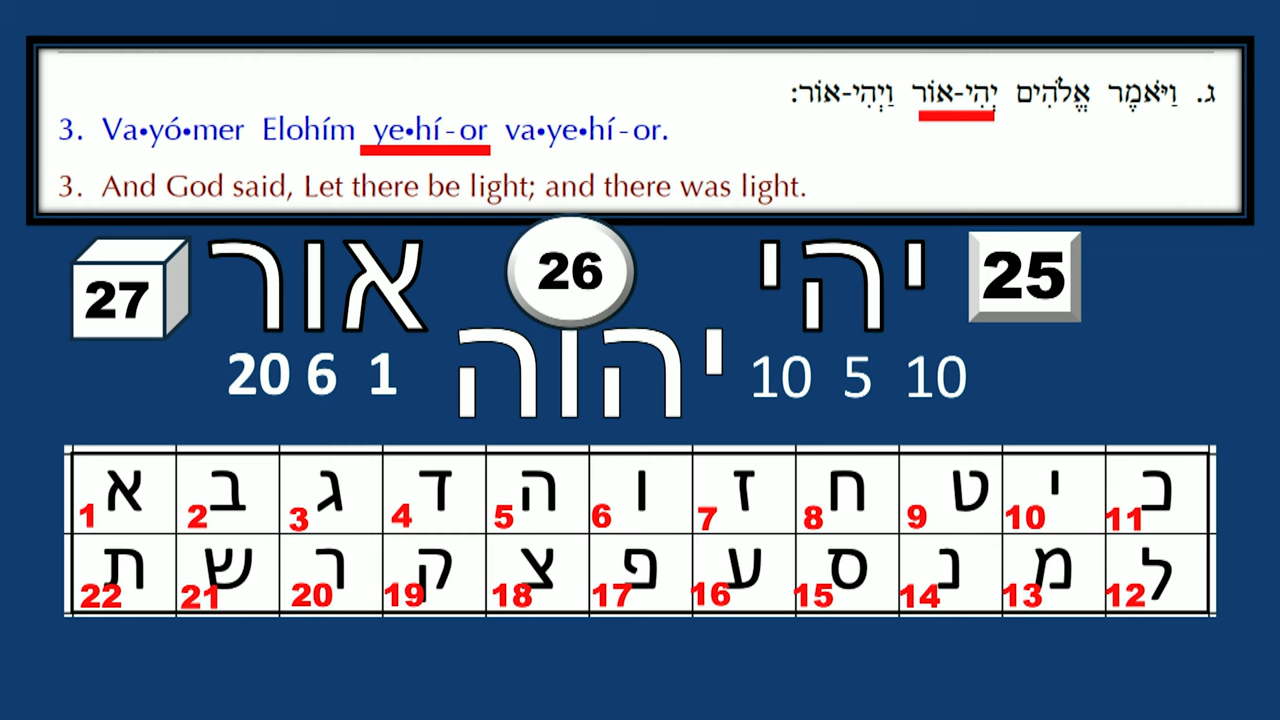 ג. וַיֹּאמֶר אֱלֹהִים יְהִי-אוֹר וַיְהִי-אוֹר:
3. Va•yó•mer Elohím ye•hí-or va•ye•hí-or.
3. And God said, Let there be light; and there was light.
27 אור 26 יהי 25
יהוה
20 6 1 10 5 10
א ב ג ד ה ו ז ח ט י כ
1 2 3 4 5 6 7 8 9 10 11
ת ש ר ק צ פ ע ס נ מ ל
22 21 20 19 18 17 16 15 14 13 12